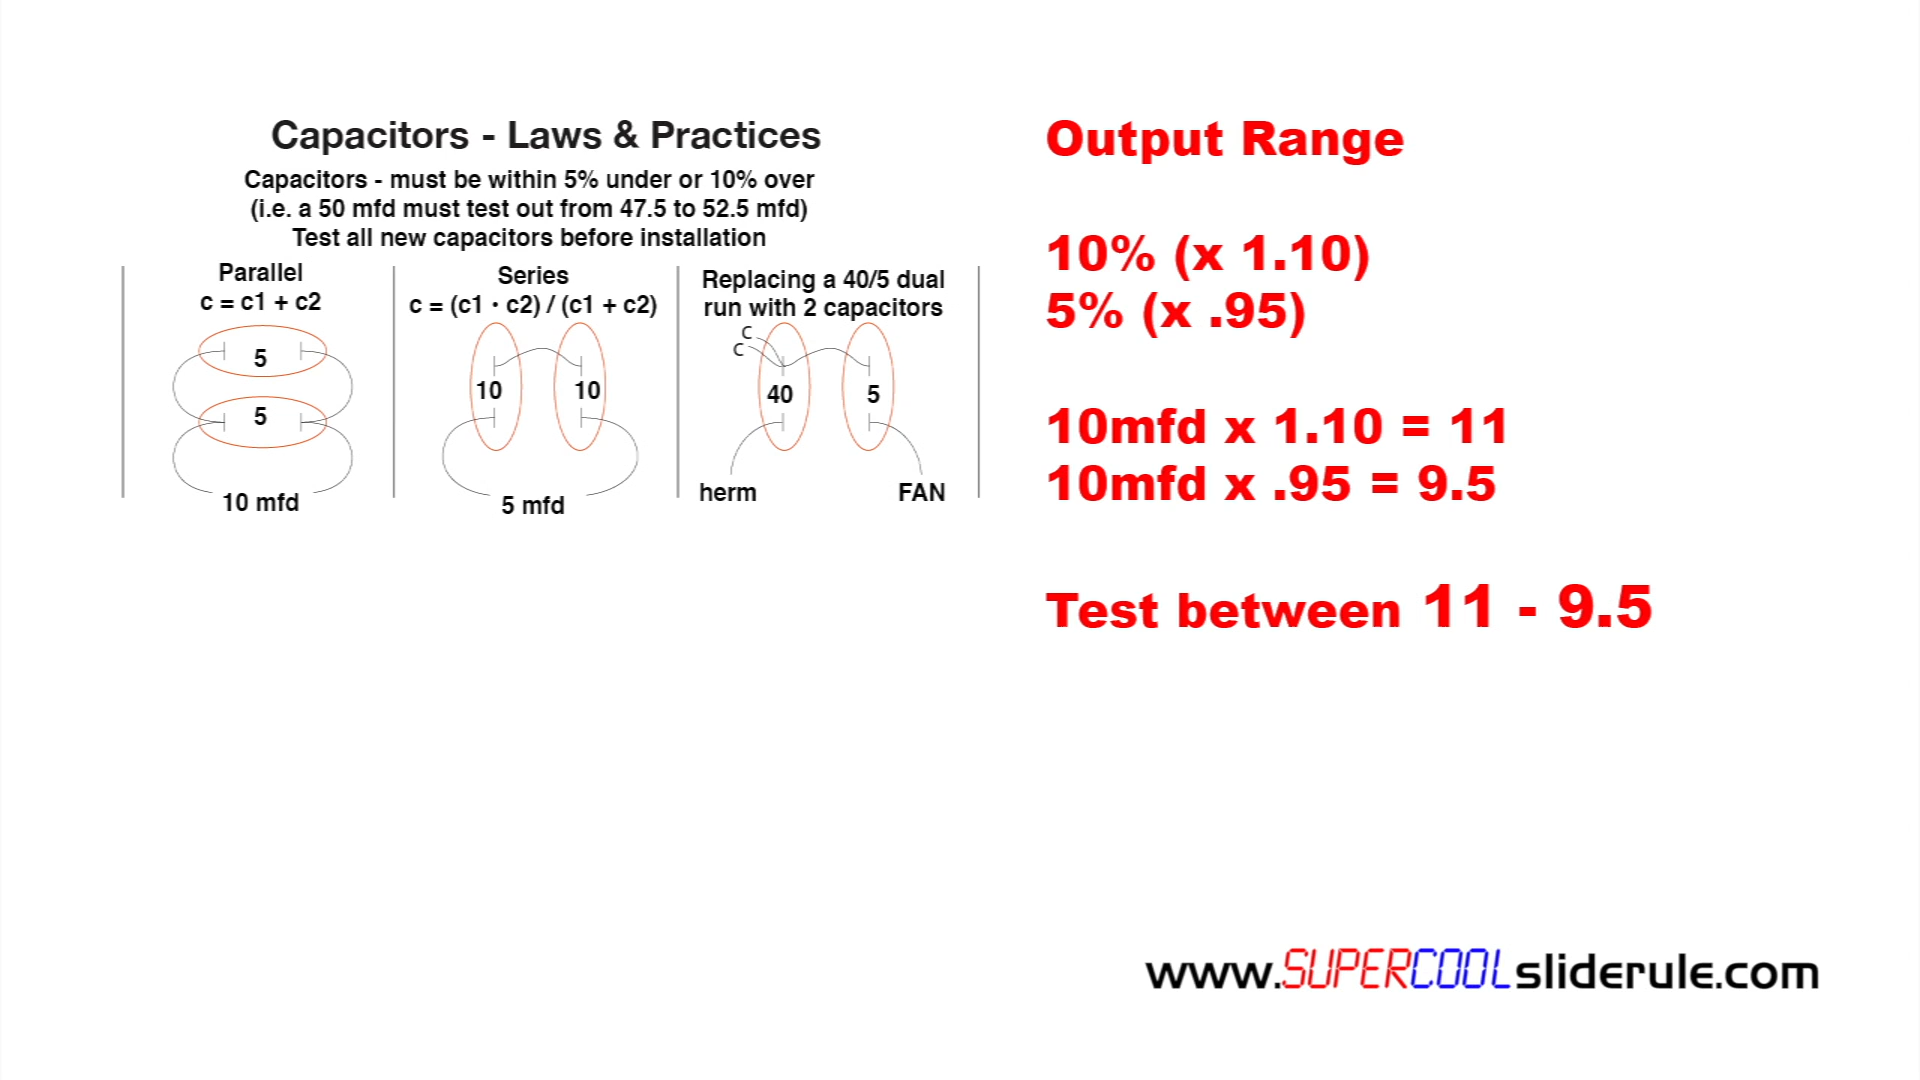 Capacitors - Laws & Practices
Capacitors - must be within 5% under or 10% over
(i.e. a 50 mfd must test out from 47.5 to 52.5 mfd)
Test all new capacitors before installation
Parallel
c = c1 + c2
5
5
10 mfd
Series
c = (c1 · c2) / (c1 + c2)
10
10
5 mfd
Replacing a 40/5 dual
run with 2 capacitors
C
C
40
5
herm
FAN
Output Range
10% (x 1.10)
5% (x .95)
10mfd x 1.10 = 11
10mfd x .95 = 9.5
Test between 11 - 9.5
www.SUPERCOOLsliderule.com